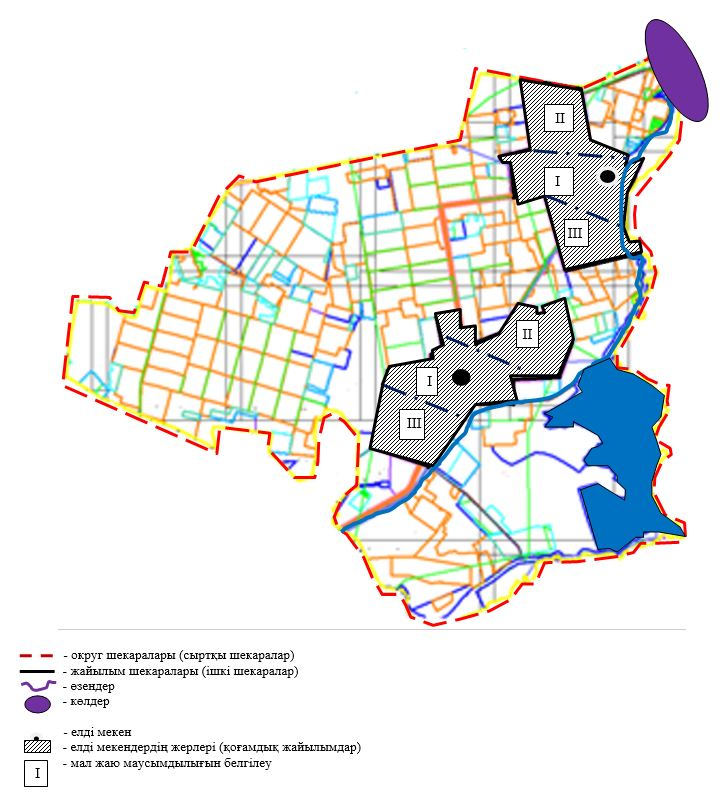 II
I
III
II
I
III
- округ шекаралары (сыртқы шекаралар)
- жайылым шекаралары (ішкі шекаралар)
- өзендер
- көлдер
- елді мекен
- елді мекендердің жерлері (қоғамдық жайылымдар)
I - мал жаю маусымдылығын белгілеу